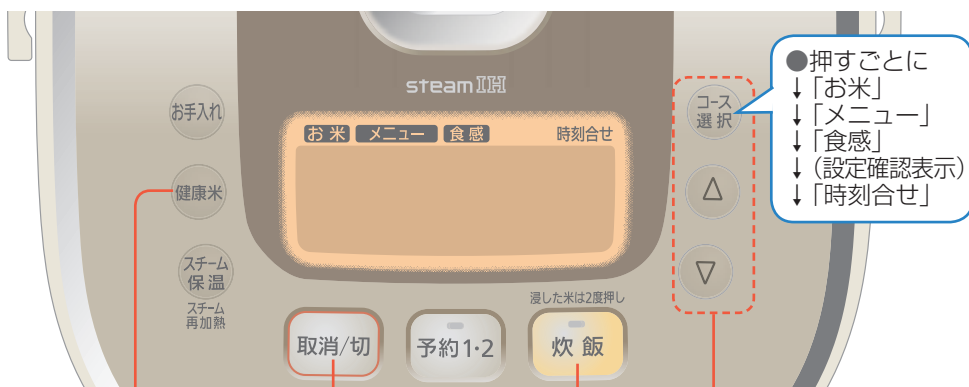 steam IH
お手入れ
健康米
スチーム
保温
スチーム
再加熱
お米 メニュー 食感 時刻合せ
コース
選択
△
▽
●押すごとに
↓「お米」
↓「メニュー」
↓「食感」
↓（設定確認表示）
↓「時刻合せ」
浸した米は2度押し
取消/切
予約1・2
炊飯